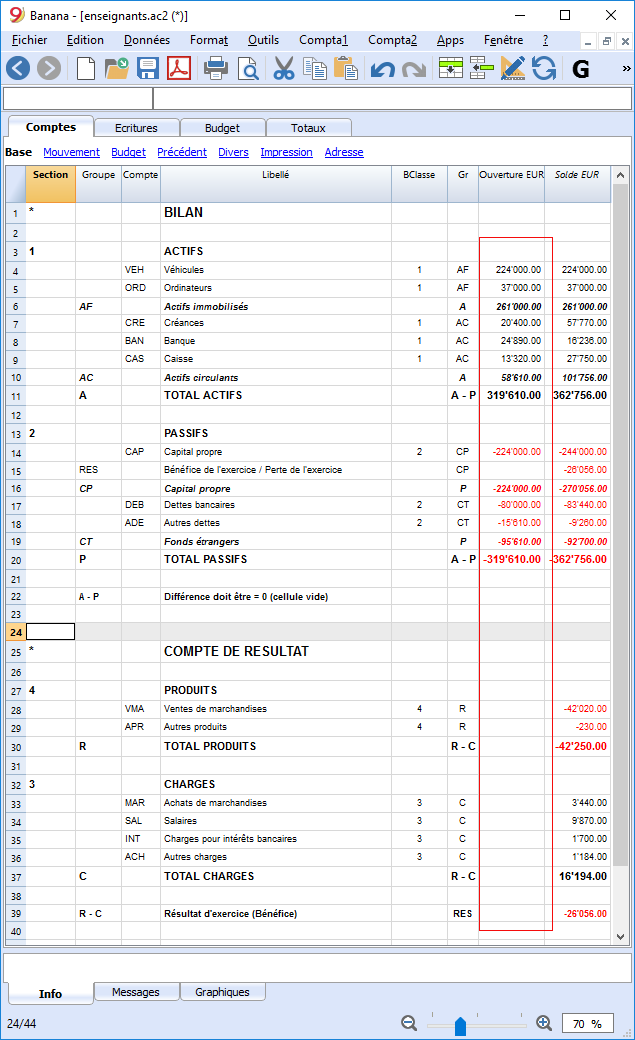 Banana - [enseignants.ac2 (*)]
Fichier Edition Données Format Outils Compta1 Compta2 Apps Fenêtre ?
G »
Comptes Ecritures Budget Totaux
Base Mouvement Budget Précédent Divers Impression Adresse
Section Groupe Compte Libellé BClasse Gr Ouverture EUR Solde EUR
1 * BILAN
2
3 1 ACTIFS
4 VEH Véhicules 1 AF 224'000.00 224'000.00
5 ORD Ordinateurs 1 AF 37'000.00 37'000.00
6 AF Actifs immobilisés A 261'000.00 261'000.00
7 CRE Créances 1 AC 20'400.00 57'770.00
8 BAN Banque 1 AC 24'890.00 16'236.00
9 CAS Caisse 1 AC 13'320.00 27'750.00
10 AC Actifs circulants A 58'610.00 101'756.00
11 A TOTAL ACTIFS A - P 319'610.00 362'756.00
12
13 2 PASSIFS
14 CAP Capital propre 2 CP -224'000.00 -244'000.00
15 RES Bénéfice de l'exercice / Perte de l'exercice CP -26'056.00
16 CP Capital propre P -224'000.00 -270'056.00
17 DEB Dettes bancaires 2 CT -80'000.00 -83'440.00
18 ADE Autres dettes 2 CT -15'610.00 -9'260.00
19 CT Fonds étrangers P -95'610.00 -92'700.00
20 P TOTAL PASSIFS A - P -319'610.00 -362'756.00
21
22 A - P Différence doit être = 0 (cellule vide)
23
24
25 * COMPTE DE RESULTAT
26
27 4 PRODUITS
28 VMA Ventes de marchandises 4 R -42'020.00
29 APR Autres produits 4 R -230.00
30 R TOTAL PRODUITS R - C -42'250.00
31
32 3 CHARGES
33 MAR Achats de marchandises 3 C 3'440.00
34 SAL Salaires 3 C 9'870.00
35 INT Charges pour intérêts bancaires 3 C 1'700.00
36 ACH Autres charges 3 C 1'184.00
37 C TOTAL CHARGES R - C 16'194.00
38
39 R - C Résultat d'exercice (Bénéfice) RES -26'056.00
40
Info Messages Graphiques
24/44 70 %